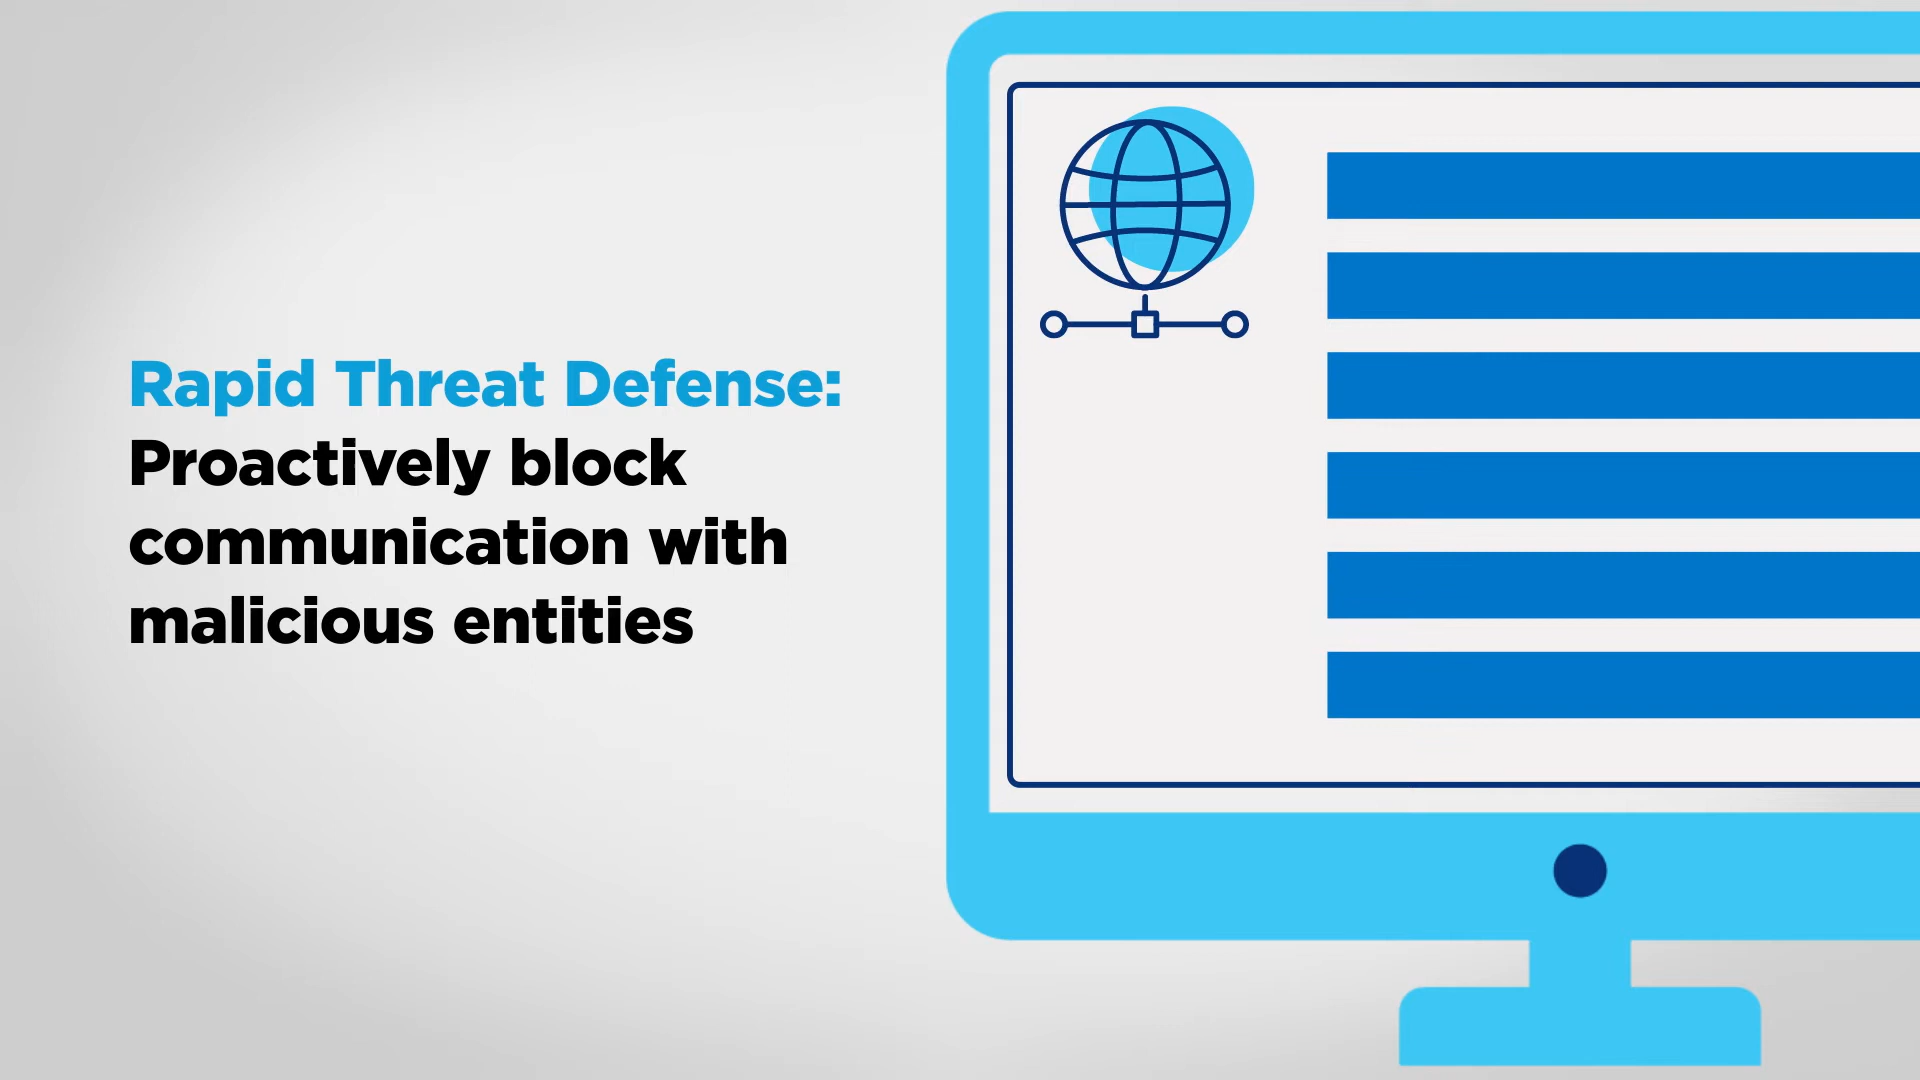 Rapid Threat Defense:
Proactively block
communication with
malicious entities